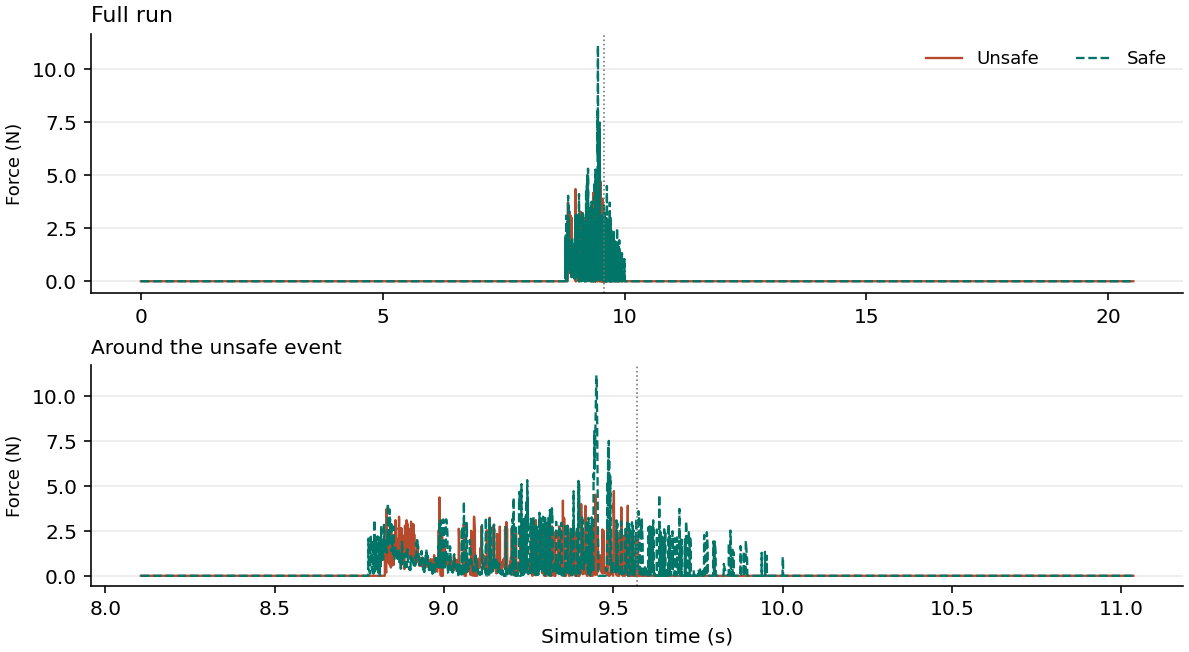 Full run
Force (N)
10.0
7.5
5.0
2.5
0.0
Unsafe
Safe
0 5 10 15 20
Around the unsafe event
Force (N)
10.0
7.5
5.0
2.5
0.0
8.0 8.5 9.0 9.5 10.0 10.5 11.0
Simulation time (s)